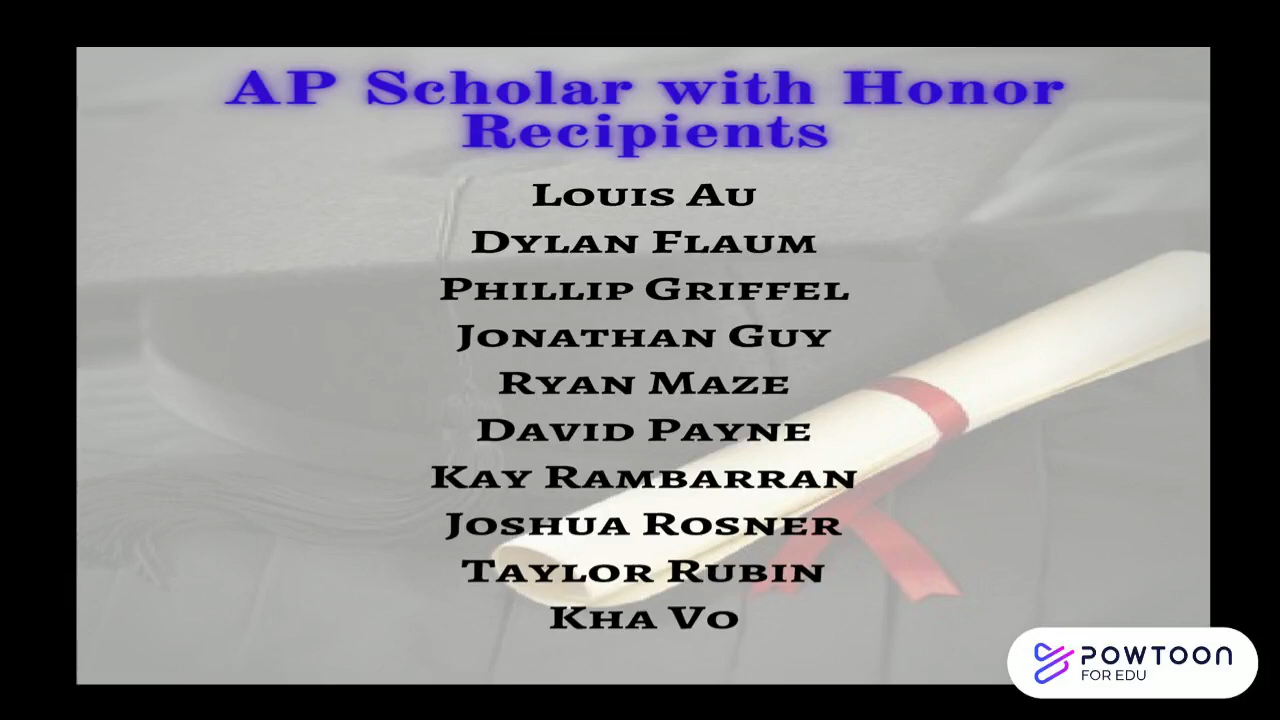 AP Scholar with Honor
Recipients
Louis Au
Dylan Flaum
Phillip Griffel
Jonathan Guy
Ryan Maze
David Payne
Kay Rambarran
Joshua Rosner
Taylor Rubin
Kha Vo
POWTOON
FOR EDU